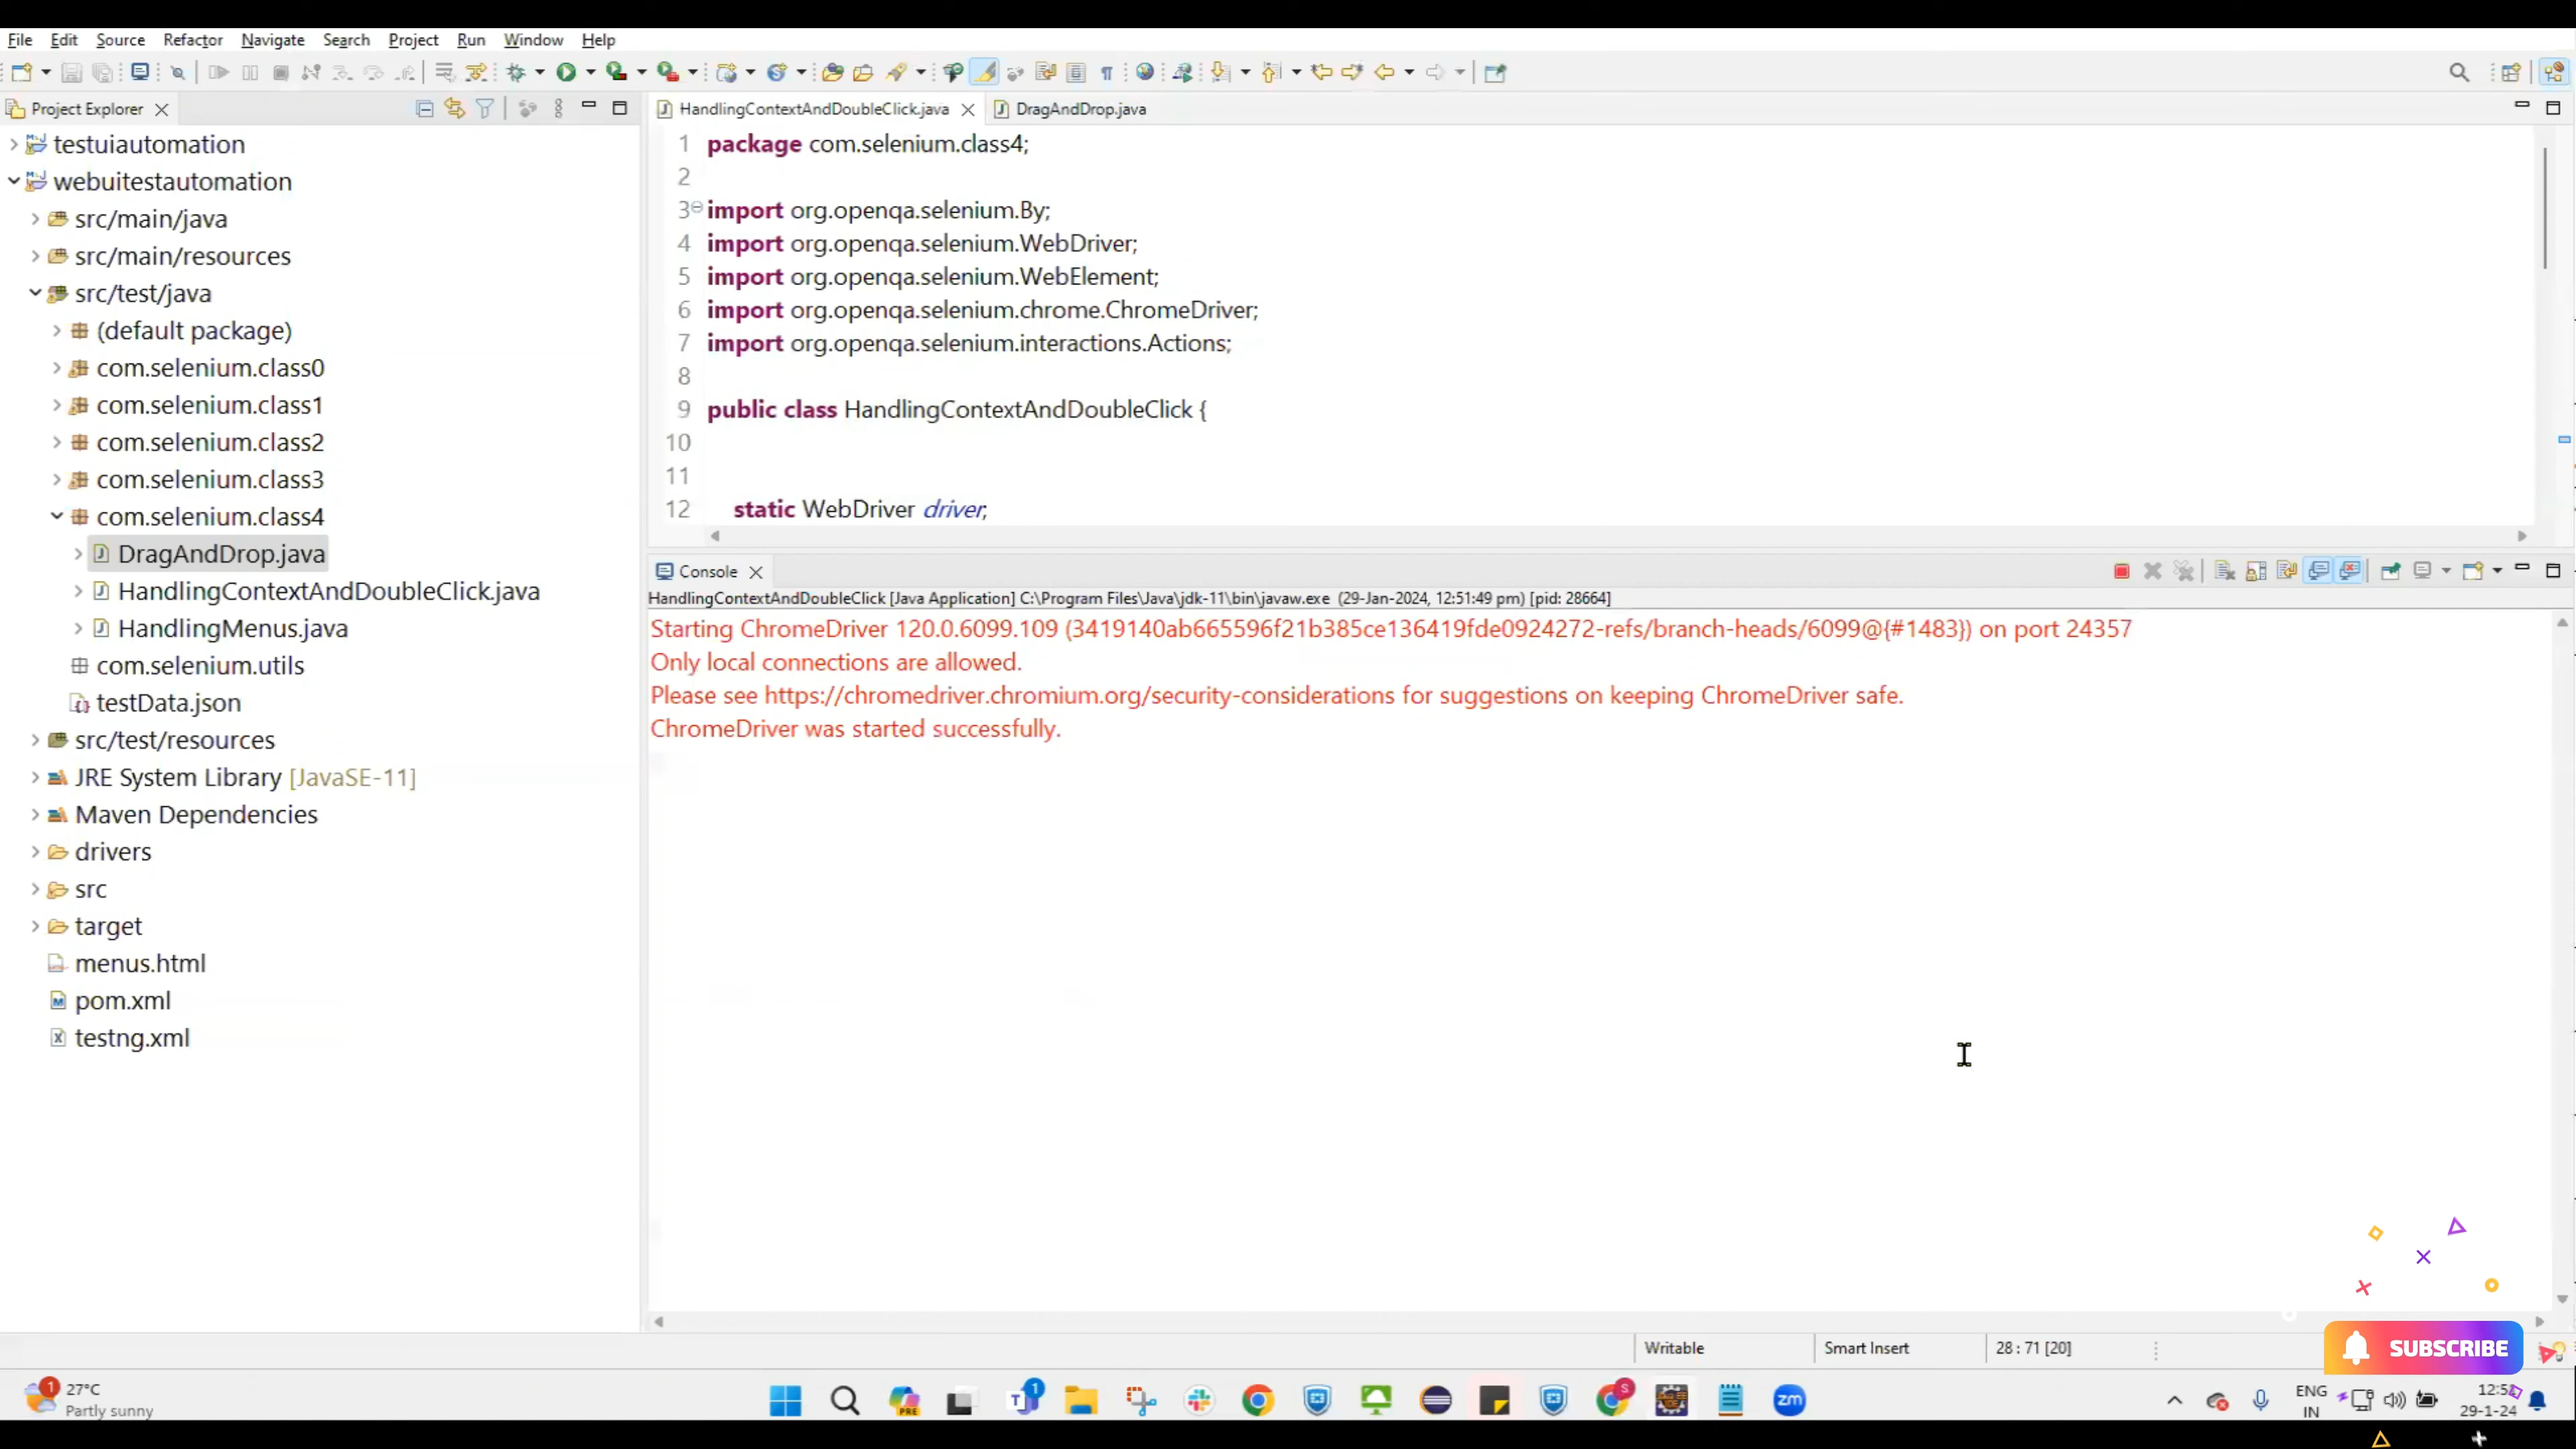 File Edit Source Refactor Navigate Search Project Run Window Help
Project Explorer
testuiautomation
webuitestautomation
src/main/java
src/main/resources
src/test/java
(default package)
com.selenium.class0
com.selenium.class1
com.selenium.class2
com.selenium.class3
com.selenium.class4
DragAndDrop.java
HandlingContextAndDoubleClick.java
HandlingMenus.java
com.selenium.utils
testData.json
src/test/resources
JRE System Library [JavaSE-11]
Maven Dependencies
drivers
src
target
menus.html
pom.xml
testng.xml
HandlingContextAndDoubleClick.java DragAndDrop.java
1 package com.selenium.class4;
2
3 import org.openqa.selenium.By;
4 import org.openqa.selenium.WebDriver;
5 import org.openqa.selenium.WebElement;
6 import org.openqa.selenium.chrome.ChromeDriver;
7 import org.openqa.selenium.interactions.Actions;
8
9 public class HandlingContextAndDoubleClick {
10
11
12 static WebDriver driver;
Console
HandlingContextAndDoubleClick [Java Application] C:\Program Files\Java\jdk-11\bin\javaw.exe (29-Jan-2024, 12:51:49 pm) [pid: 28664]
Starting ChromeDriver 120.0.6099.109 (3419140ab665596f21b385ce136419fde0924272-refs/branch-heads/6099@{#1483}) on port 24357
Only local connections are allowed.
Please see https://chromedriver.chromium.org/security-considerations for suggestions on keeping ChromeDriver safe.
ChromeDriver was started successfully.
Writable Smart Insert 28 : 71 [20]
SUBSCRIBE
1
27°C
Partly sunny
PRE
1
S
zm
ENG
IN
29-1-24